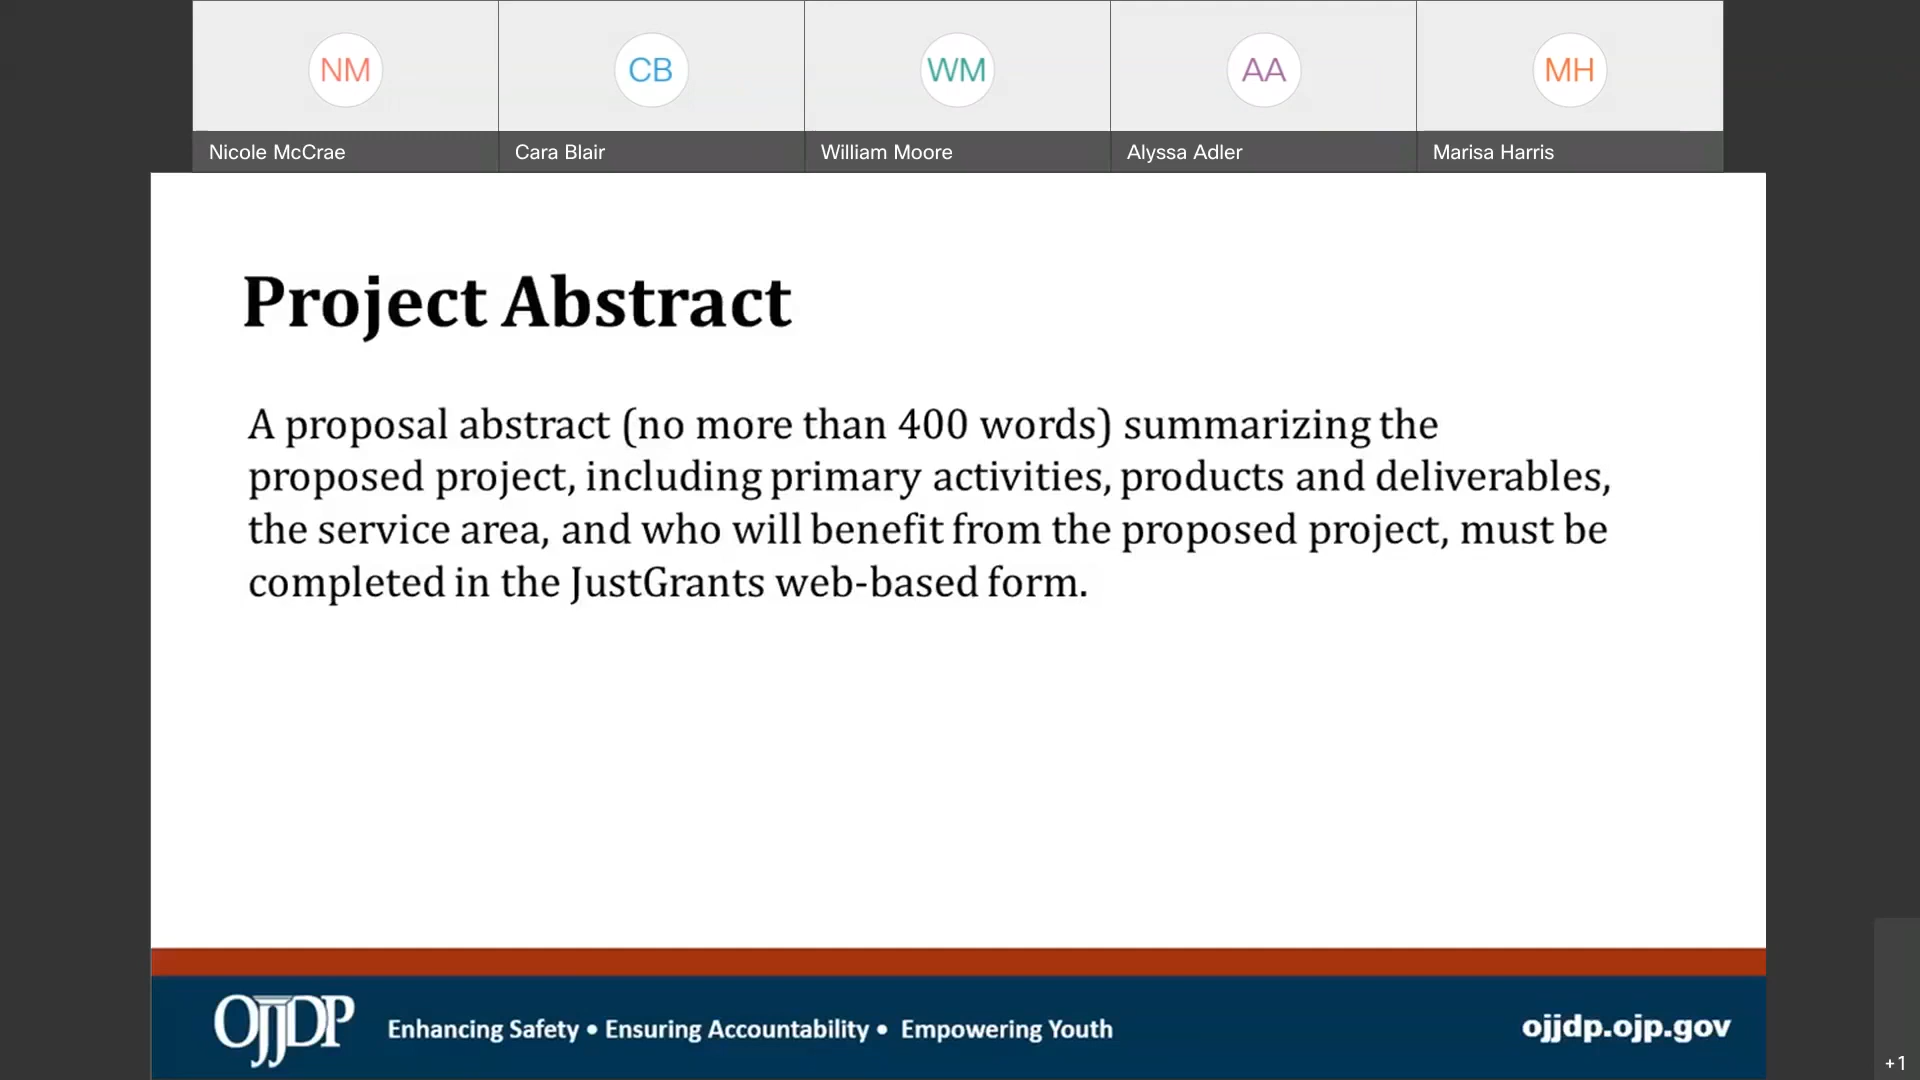 NM
CB
WM
AA
MH
Nicole McCrae
Cara Blair
William Moore
Alyssa Adler
Marisa Harris
Project Abstract
A proposal abstract (no more than 400 words) summarizing the
proposed project, including primary activities, products and deliverables,
the service area, and who will benefit from the proposed project, must be
completed in the JustGrants web-based form.
OJJDP
Enhancing Safety • Ensuring Accountability • Empowering Youth
ojjdp.ojp.gov
+1